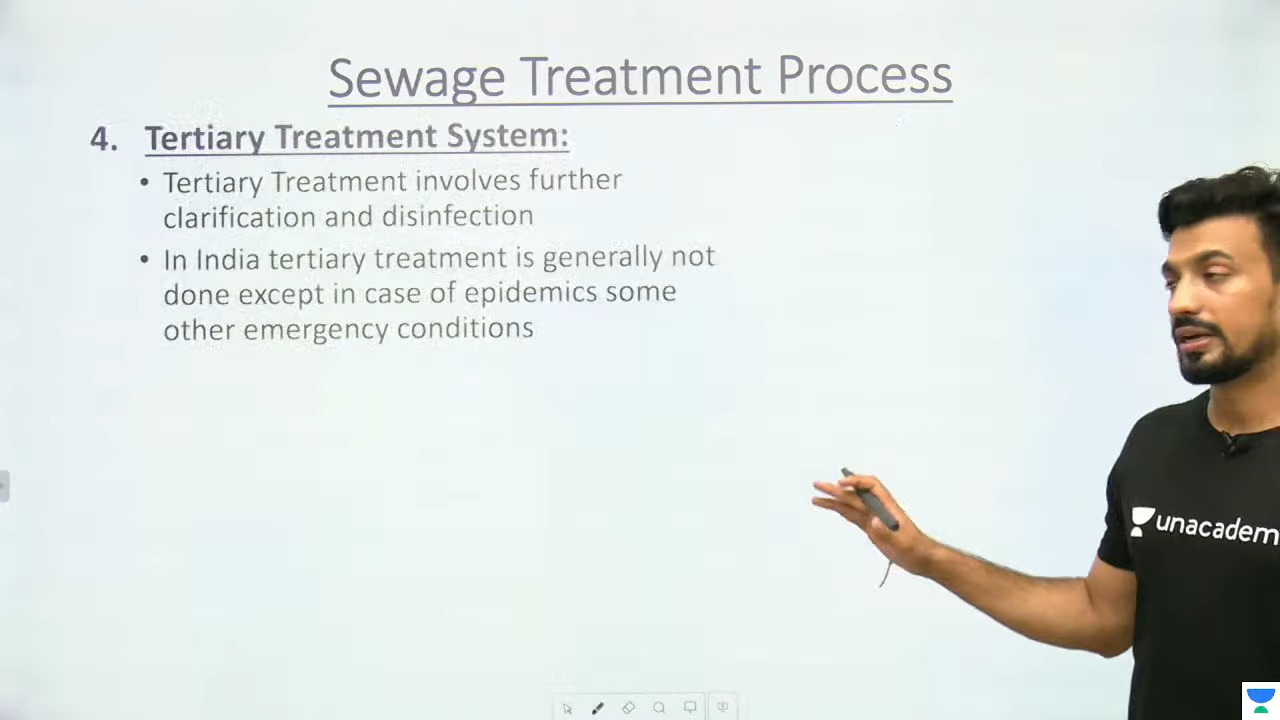 Sewage Treatment Process
4. Tertiary Treatment System:
• Tertiary Treatment involves further
clarification and disinfection
• In India tertiary treatment is generally not
done except in case of epidemics some
other emergency conditions
unacadem